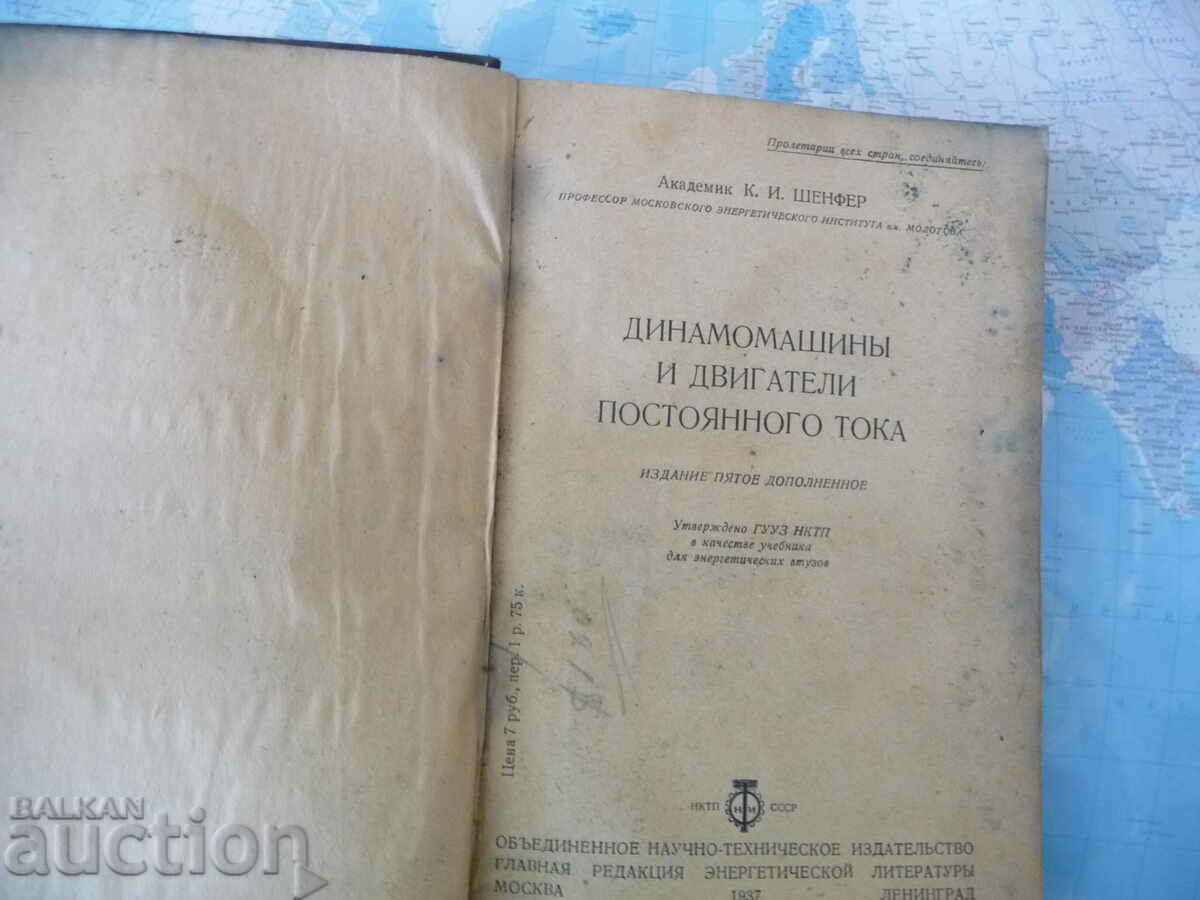 Пролетарии всех стран, соединяйтесь!
Академик К. И. ШЕНФЕР
ПРОФЕССОР МОСКОВСКОГО ЭНЕРГЕТИЧЕСКОГО ИНСТИТУТА им. МОЛОТОВА
ДИНАМОМАШИНЫ
И ДВИГАТЕЛИ
ПОСТОЯННОГО ТОКА
ИЗДАНИЕ ПЯТОЕ ДОПОЛНЕННОЕ
Утверждено ГУУЗ НКТП
в качестве учебника
для энергетических втузов
Цена 7 руб., пер. 1 р. 75 к.
НКТП СССР
ОБЪЕДИНЕННОЕ НАУЧНО-ТЕХНИЧЕСКОЕ ИЗДАТЕЛЬСТВО
ГЛАВНАЯ РЕДАКЦИЯ ЭНЕРГЕТИЧЕСКОЙ ЛИТЕРАТУРЫ
МОСКВА 1937 ЛЕНИНГРАД
BALKAN
auction